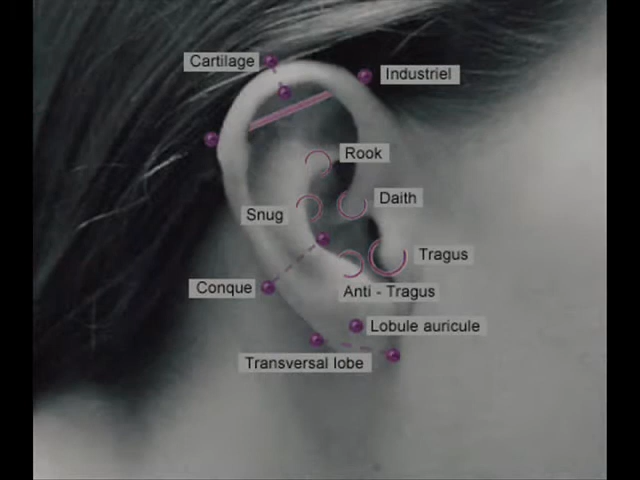 Cartilage
Industriel
Rook
Daith
Snug
Tragus
Conque
Anti - Tragus
Lobule auricule
Transversal lobe